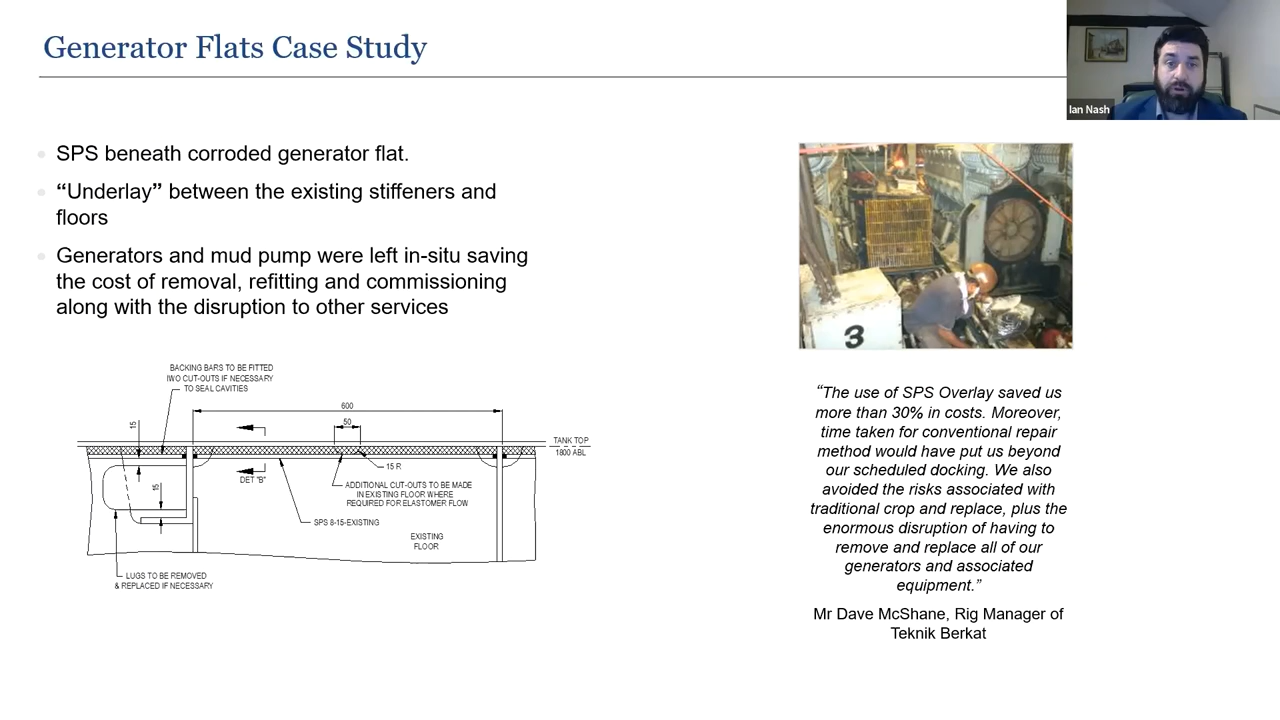 Generator Flats Case Study
Ian Nash
SPS beneath corroded generator flat.
“Underlay” between the existing stiffeners and
floors
Generators and mud pump were left in-situ saving
the cost of removal, refitting and commissioning
along with the disruption to other services
BACKING BARS TO BE FITTED
IWO CUT-OUTS IF NECESSARY
TO SEAL CAVITIES
600
50
15
15
TANK TOP
1800 ABL
15 R
DET "B"
ADDITIONAL CUT-OUTS TO BE MADE
IN EXISTING FLOOR WHERE
REQUIRED FOR ELASTOMER FLOW
SPS 8-15-EXISTING
EXISTING
FLOOR
LUGS TO BE REMOVED
& REPLACED IF NECESSARY
3
“The use of SPS Overlay saved us
more than 30% in costs. Moreover,
time taken for conventional repair
method would have put us beyond
our scheduled docking. We also
avoided the risks associated with
traditional crop and replace, plus the
enormous disruption of having to
remove and replace all of our
generators and associated
equipment.”
Mr Dave McShane, Rig Manager of
Teknik Berkat